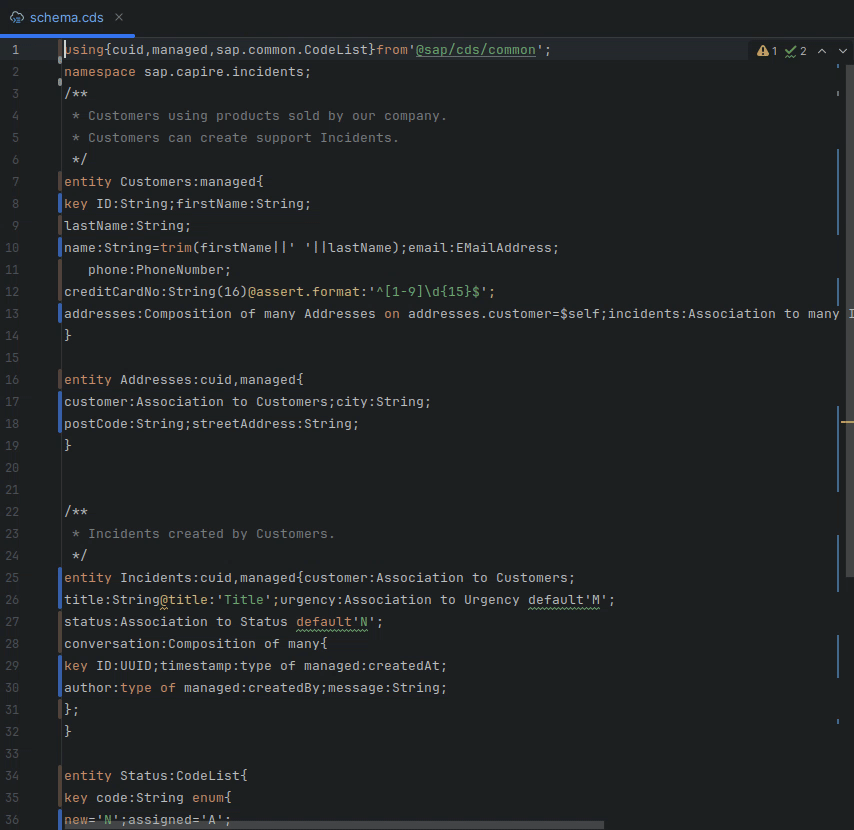 schema.cds
1 using{cuid,managed,sap.common.CodeList}from'@sap/cds/common'; 1 2
2 namespace sap.capire.incidents;
3 /**
4 * Customers using products sold by our company.
5 * Customers can create support Incidents.
6 */
7 entity Customers:managed{
8 key ID:String;firstName:String;
9 lastName:String;
10 name:String=trim(firstName||' '||lastName);email:EMailAddress;
11 phone:PhoneNumber;
12 creditCardNo:String(16)@assert.format:'^[1-9]\d{15}$';
13 addresses:Composition of many Addresses on addresses.customer=$self;incidents:Association to many I
14 }
15
16 entity Addresses:cuid,managed{
17 customer:Association to Customers;city:String;
18 postCode:String;streetAddress:String;
19 }
20
21
22 /**
23 * Incidents created by Customers.
24 */
25 entity Incidents:cuid,managed{customer:Association to Customers;
26 title:String@title:'Title';urgency:Association to Urgency default'M';
27 status:Association to Status default'N';
28 conversation:Composition of many{
29 key ID:UUID;timestamp:type of managed:createdAt;
30 author:type of managed:createdBy;message:String;
31 };
32 }
33
34 entity Status:CodeList{
35 key code:String enum{
36 new='N';assigned='A';